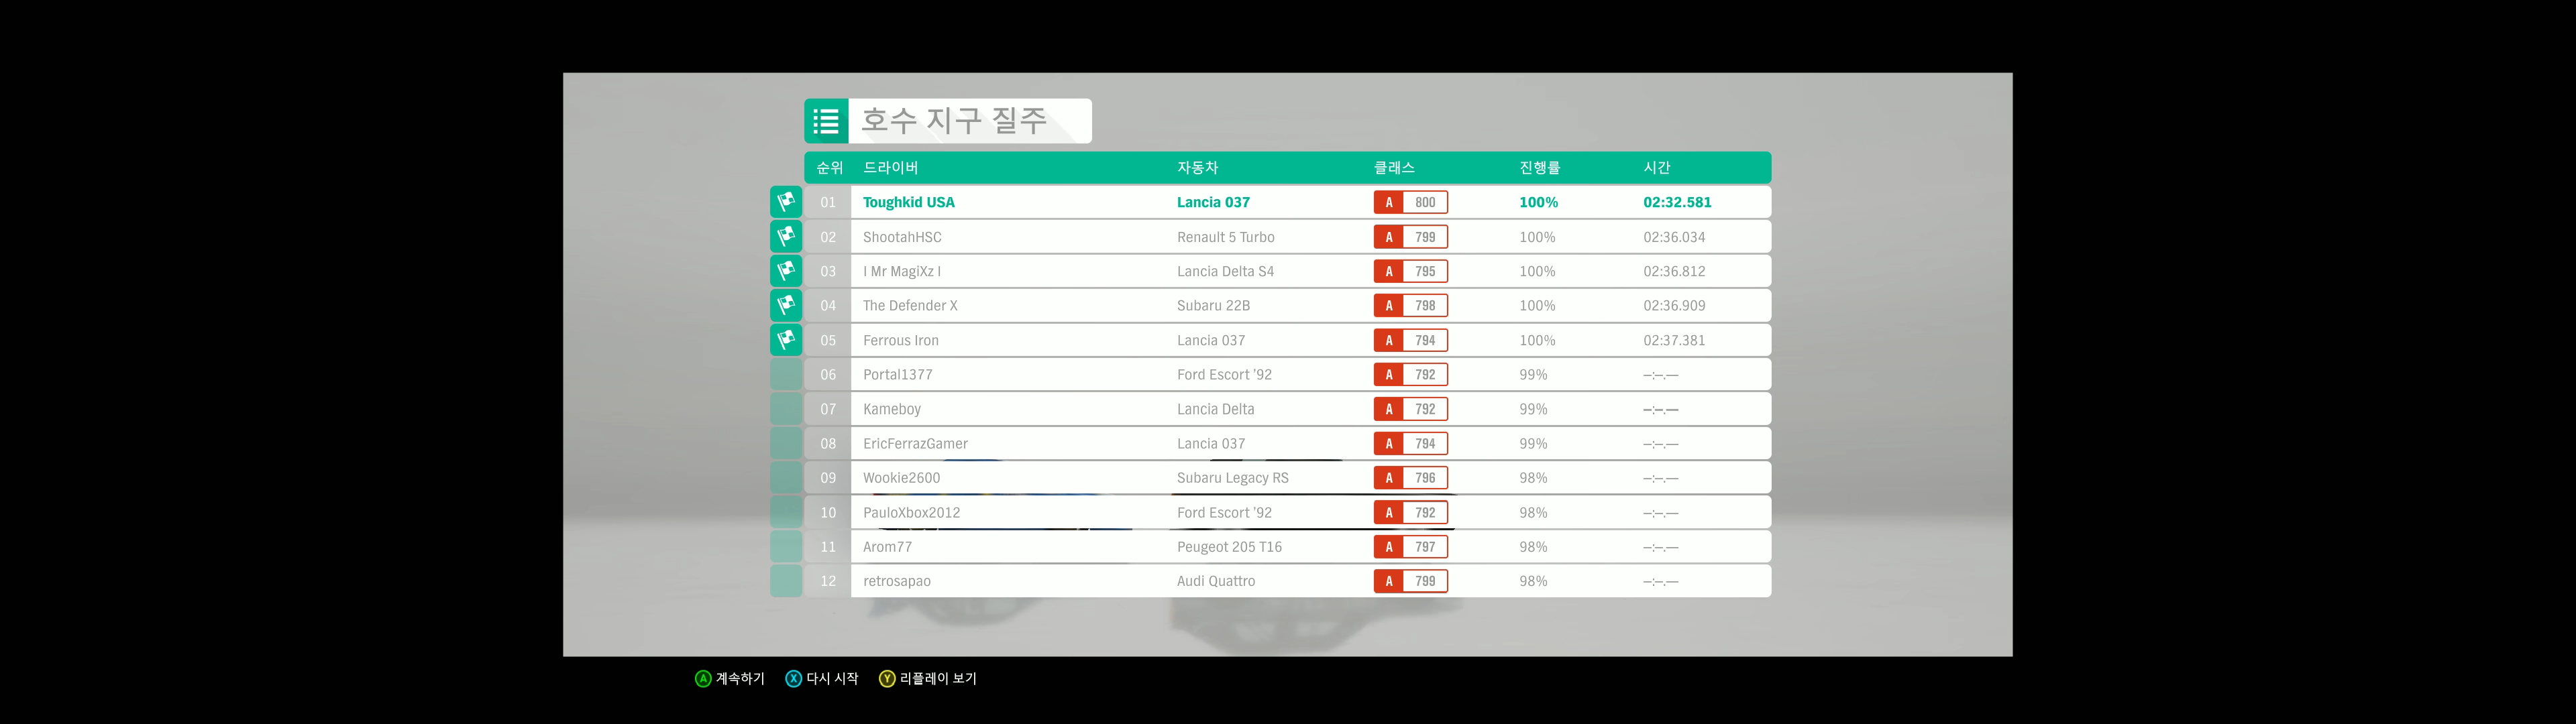 호수 지구 질주
순위 드라이버 자동차 클래스 진행률 시간
01 Toughkid USA Lancia 037 A 800 100% 02:32.581
02 ShootahHSC Renault 5 Turbo A 799 100% 02:36.034
03 I Mr MagiXz I Lancia Delta S4 A 795 100% 02:36.812
04 The Defender X Subaru 22B A 798 100% 02:36.909
05 Ferrous Iron Lancia 037 A 794 100% 02:37.381
06 Portal1377 Ford Escort ’92 A 792 99% –:–.––
07 Kameboy Lancia Delta A 792 99% –:–.––
08 EricFerrazGamer Lancia 037 A 794 99% –:–.––
09 Wookie2600 Subaru Legacy RS A 796 98% –:–.––
10 PauloXbox2012 Ford Escort ’92 A 792 98% –:–.––
11 Arom77 Peugeot 205 T16 A 797 98% –:–.––
12 retrosapao Audi Quattro A 799 98% –:–.––
A 계속하기 X 다시 시작 Y 리플레이 보기